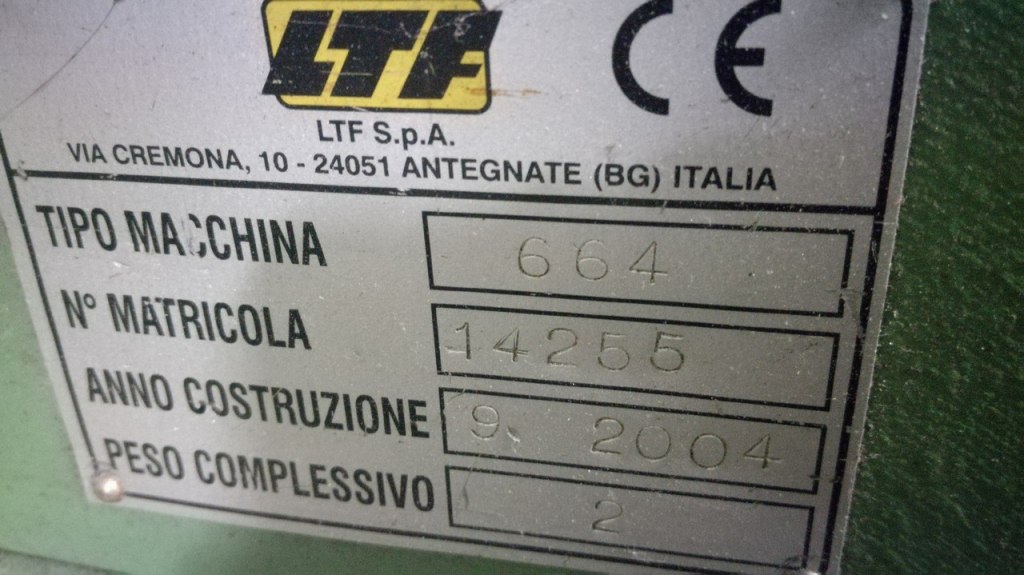 LTF
CE
LTF S.p.A.
VIA CREMONA, 10 - 24051 ANTEGNATE (BG) ITALIA
TIPO MACCHINA 664
N° MATRICOLA 14255
ANNO COSTRUZIONE 9. 2004
PESO COMPLESSIVO 2